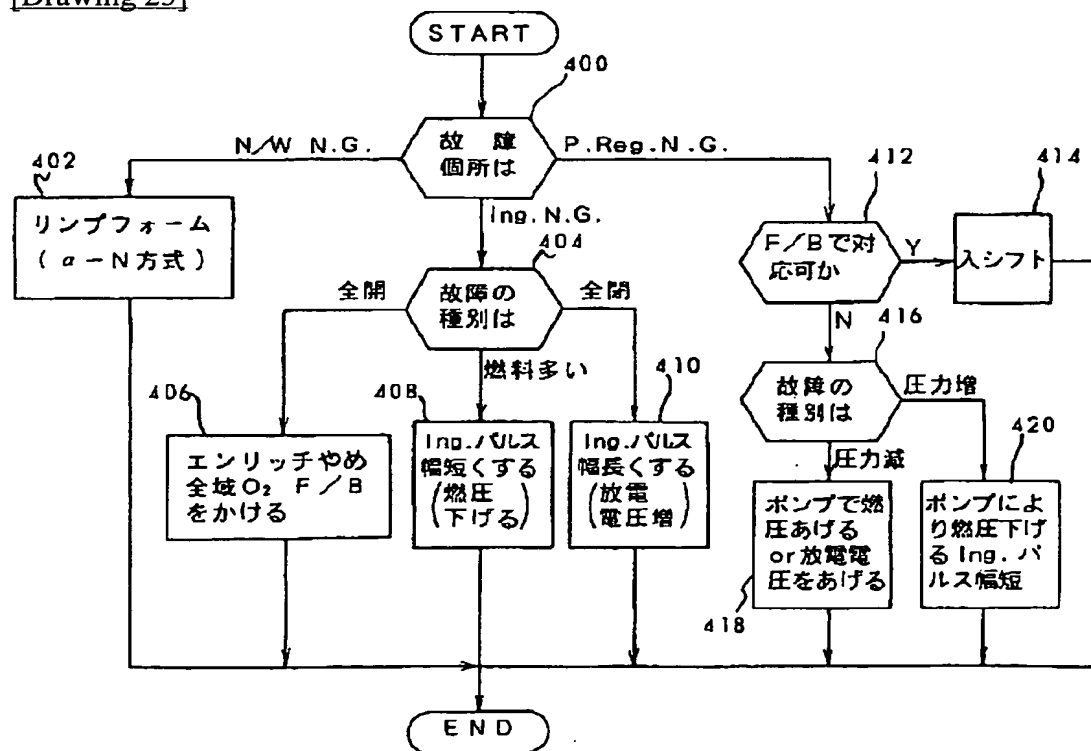 [Drawing 25]
START
400
故障
個所は
N/W N.G.
P.Reg.N.G.
Ing.N.G.
402
リンプフォーム
(α-N方式)
404
故障の
種別は
全開
全閉
燃料多い
406
エンリッチやめ
全域O₂ F/B
をかける
408
Ing.パルス
幅短くする
(燃圧
下げる)
410
Ing.パルス
幅長くする
(放電
電圧増)
412
F/Bで対
応可か
Y
N
414
入シフト
416
故障の
種別は
圧力増
圧力減
418
ポンプで燃
圧あげる
or放電電
圧をあげる
420
ポンプによ
り燃圧下げ
るIng.パ
ルス幅短
END